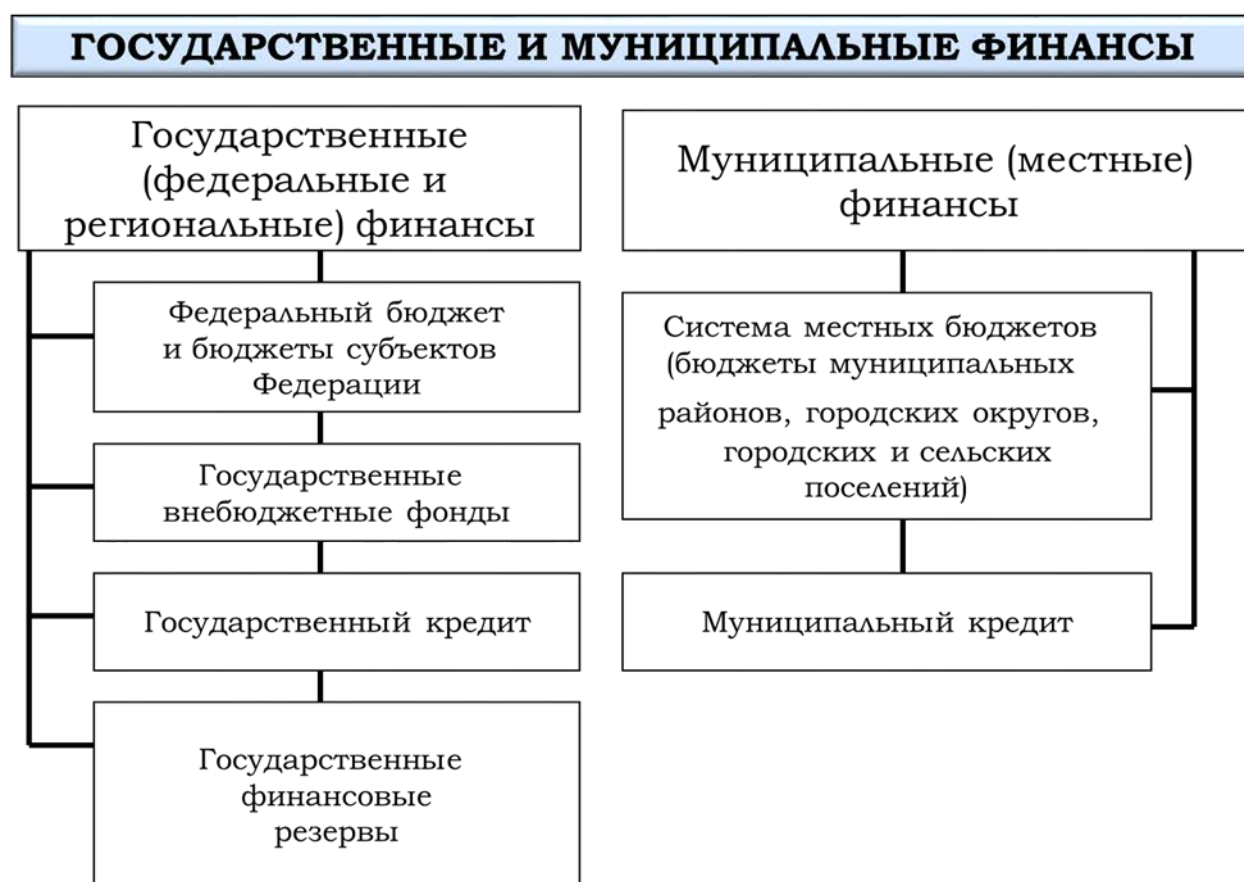 ГОСУДАРСТВЕННЫЕ И МУНИЦИПАЛЬНЫЕ ФИНАНСЫ
Государственные
(федеральные и
региональные) финансы
Федеральный бюджет
и бюджеты субъектов
Федерации
Государственные
внебюджетные фонды
Государственный кредит
Государственные
финансовые
резервы
Муниципальные (местные)
финансы
Система местных бюджетов
(бюджеты муниципальных
районов, городских округов,
городских и сельских
поселений)
Муниципальный кредит